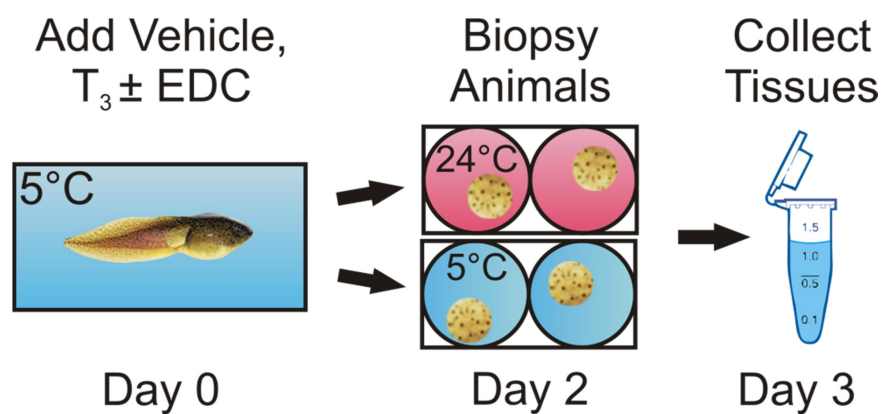 Add Vehicle,
T₃ ± EDC
Biopsy
Animals
Collect
Tissues
5°C
24°C
5°C
1.5
1.0
0.5
0.1
Day 0
Day 2
Day 3